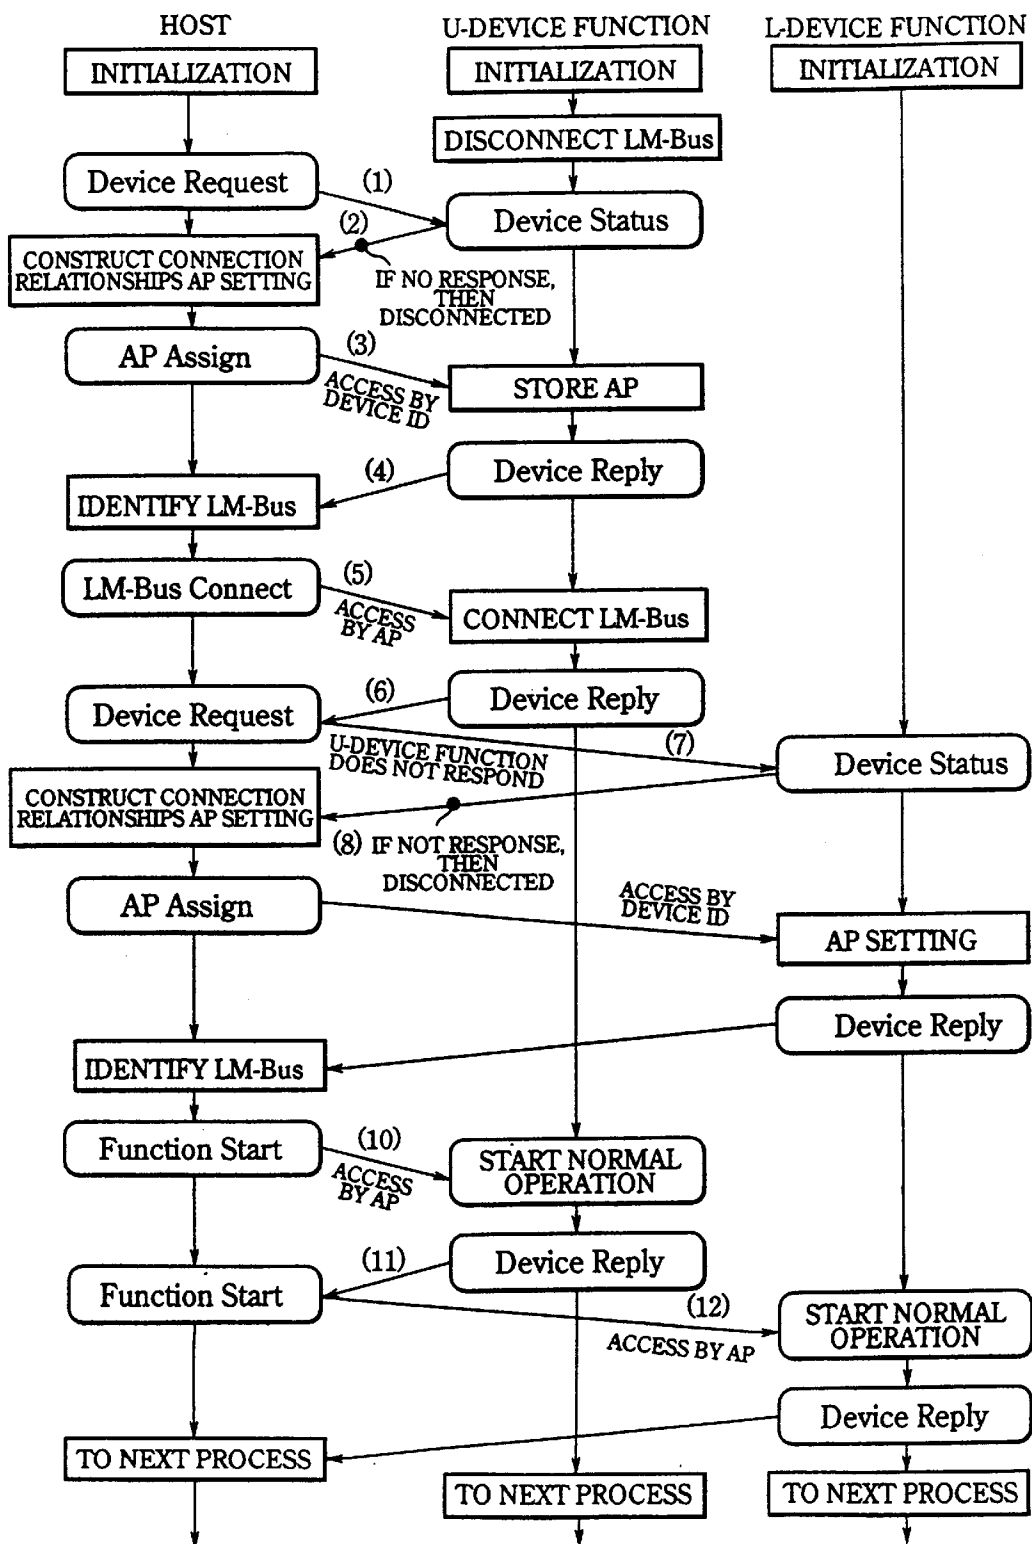 HOST
U-DEVICE FUNCTION
L-DEVICE FUNCTION
INITIALIZATION
INITIALIZATION
INITIALIZATION
DISCONNECT LM-Bus
Device Request
(1)
Device Status
(2)
CONSTRUCT CONNECTION
RELATIONSHIPS AP SETTING
IF NO RESPONSE,
THEN
DISCONNECTED
AP Assign
(3)
ACCESS BY
DEVICE ID
STORE AP
(4)
Device Reply
IDENTIFY LM-Bus
LM-Bus Connect
(5)
ACCESS
BY AP
CONNECT LM-Bus
(6)
Device Reply
Device Request
(7)
U-DEVICE FUNCTION
DOES NOT RESPOND
Device Status
CONSTRUCT CONNECTION
RELATIONSHIPS AP SETTING
(8) IF NOT RESPONSE,
THEN
DISCONNECTED
AP Assign
ACCESS BY
DEVICE ID
AP SETTING
Device Reply
IDENTIFY LM-Bus
Function Start
(10)
ACCESS
BY AP
START NORMAL
OPERATION
(11)
Device Reply
Function Start
(12)
ACCESS BY AP
START NORMAL
OPERATION
Device Reply
TO NEXT PROCESS
TO NEXT PROCESS
TO NEXT PROCESS